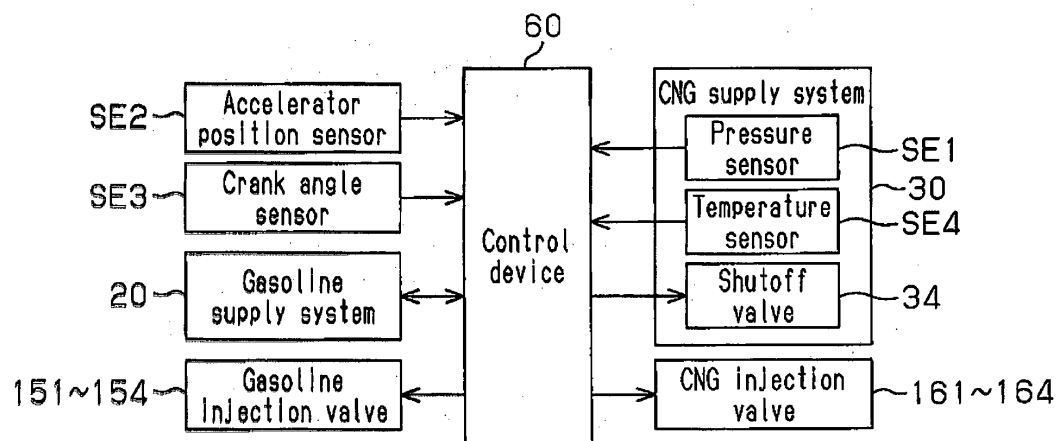 60
SE2
Accelerator
position sensor
SE3
Crank angle
sensor
20
Gasoline
supply system
151~154
Gasoline
injection valve
Control
device
CNG supply system
Pressure
sensor
SE1
30
Temperature
sensor
SE4
Shutoff
valve
34
CNG injection
valve
161~164